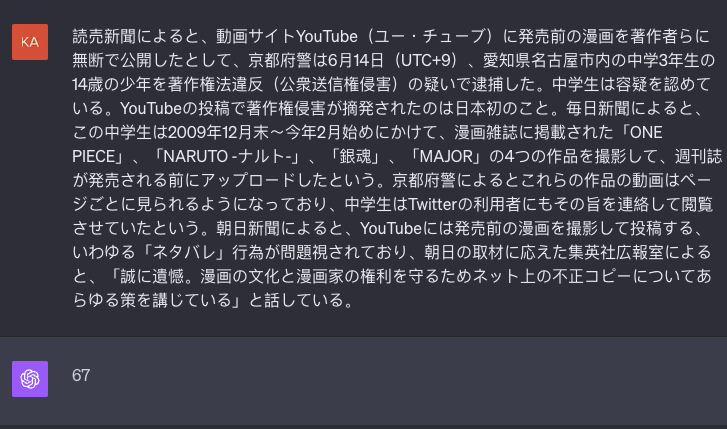 KA
読売新聞によると、動画サイトYouTube（ユー・チューブ）に発売前の漫画を著作者らに
無断で公開したとして、京都府警は6月14日（UTC+9）、愛知県名古屋市内の中学3年生の
14歳の少年を著作権法違反（公衆送信権侵害）の疑いで逮捕した。中学生は容疑を認めて
いる。YouTubeの投稿で著作権侵害が摘発されたのは日本初のこと。毎日新聞によると、
この中学生は2009年12月末～今年2月始めにかけて、漫画雑誌に掲載された「ONE
PIECE」、「NARUTO -ナルト-」、「銀魂」、「MAJOR」の4つの作品を撮影して、週刊誌
が発売される前にアップロードしたという。京都府警によるとこれらの作品の動画はペー
ジごとに見られるようになっており、中学生はTwitterの利用者にもその旨を連絡して閲覧
させていたという。朝日新聞によると、YouTubeには発売前の漫画を撮影して投稿する、
いわゆる「ネタバレ」行為が問題視されており、朝日の取材に応えた集英社広報室による
と、「誠に遺憾。漫画の文化と漫画家の権利を守るためネット上の不正コピーについてあ
らゆる策を講じている」と話している。
67